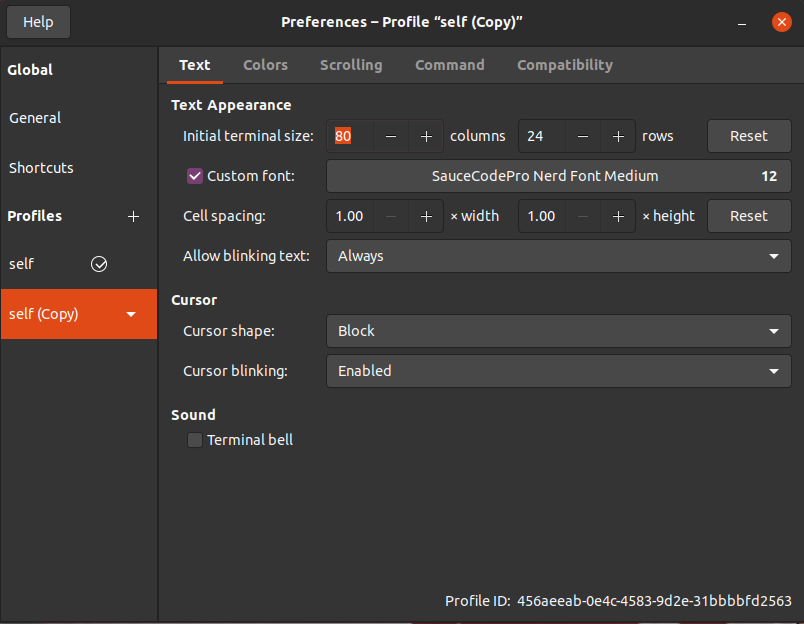 Help
Preferences – Profile “self (Copy)”
Global
General
Shortcuts
Profiles
self
self (Copy)
Text Colors Scrolling Command Compatibility
Text Appearance
Initial terminal size: 80 − + columns 24 − + rows Reset
Custom font: SauceCodePro Nerd Font Medium 12
Cell spacing: 1.00 − + × width 1.00 − + × height Reset
Allow blinking text: Always
Cursor
Cursor shape: Block
Cursor blinking: Enabled
Sound
Terminal bell
Profile ID: 456aeeab-0e4c-4583-9d2e-31bbbbfd2563